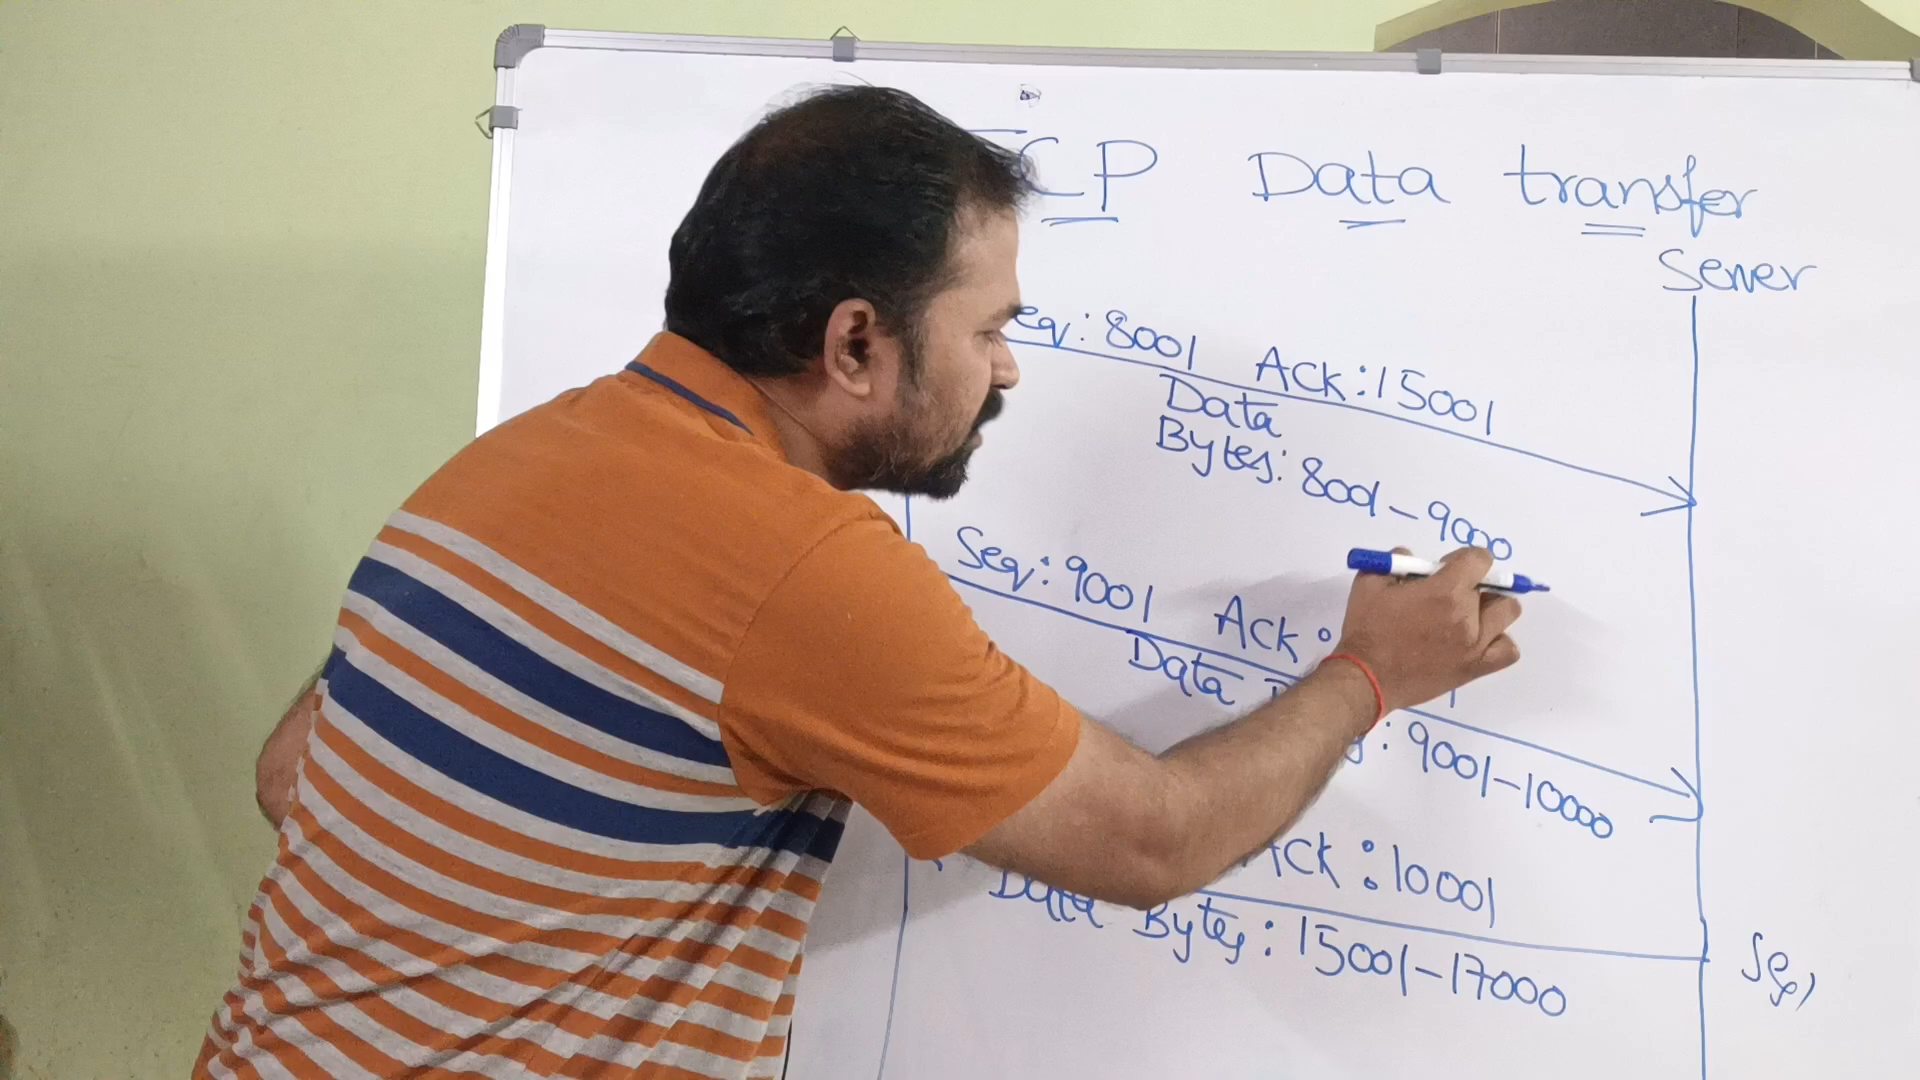 TCP Data transfer
Server
Seq: 8001 Ack: 15001
Data
Bytes: 8001-9000
Seq: 9001 Ack:
Data
: 9001-10000
Ack: 10001
Data Bytes: 15001-17000